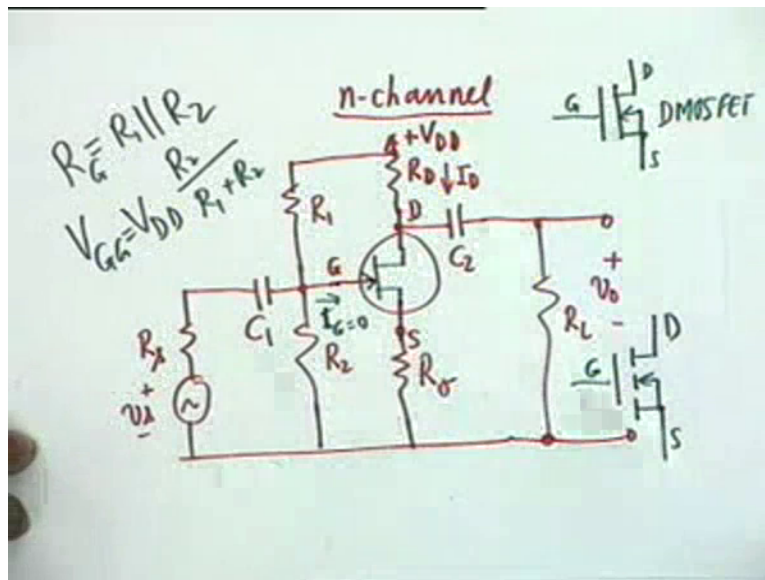 n-channel
R_G = R1 || R2
V_GG = V_DD R2 / R1 + R2
G
D
S
DMOSFET
+V_DD
R_D ↓ I_D
R1
D
C2
G
I_G=0
C1
R2
S
R_s
v_s
+
-
~
R_σ
+
v_o
-
R_L
G
D
S